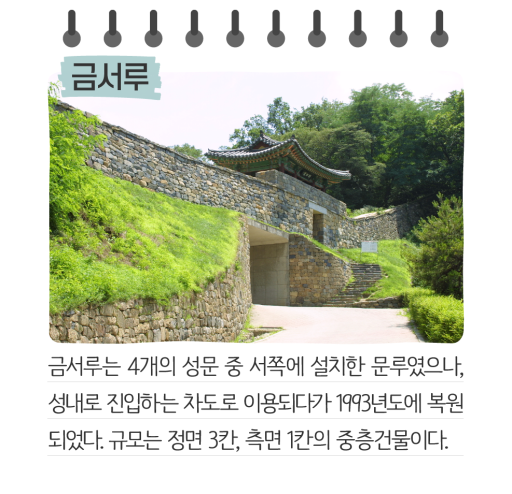 금서루
금서루는 4개의 성문 중 서쪽에 설치한 문루였으나,
성내로 진입하는 차도로 이용되다가 1993년도에 복원
되었다. 규모는 정면 3칸, 측면 1칸의 중층건물이다.